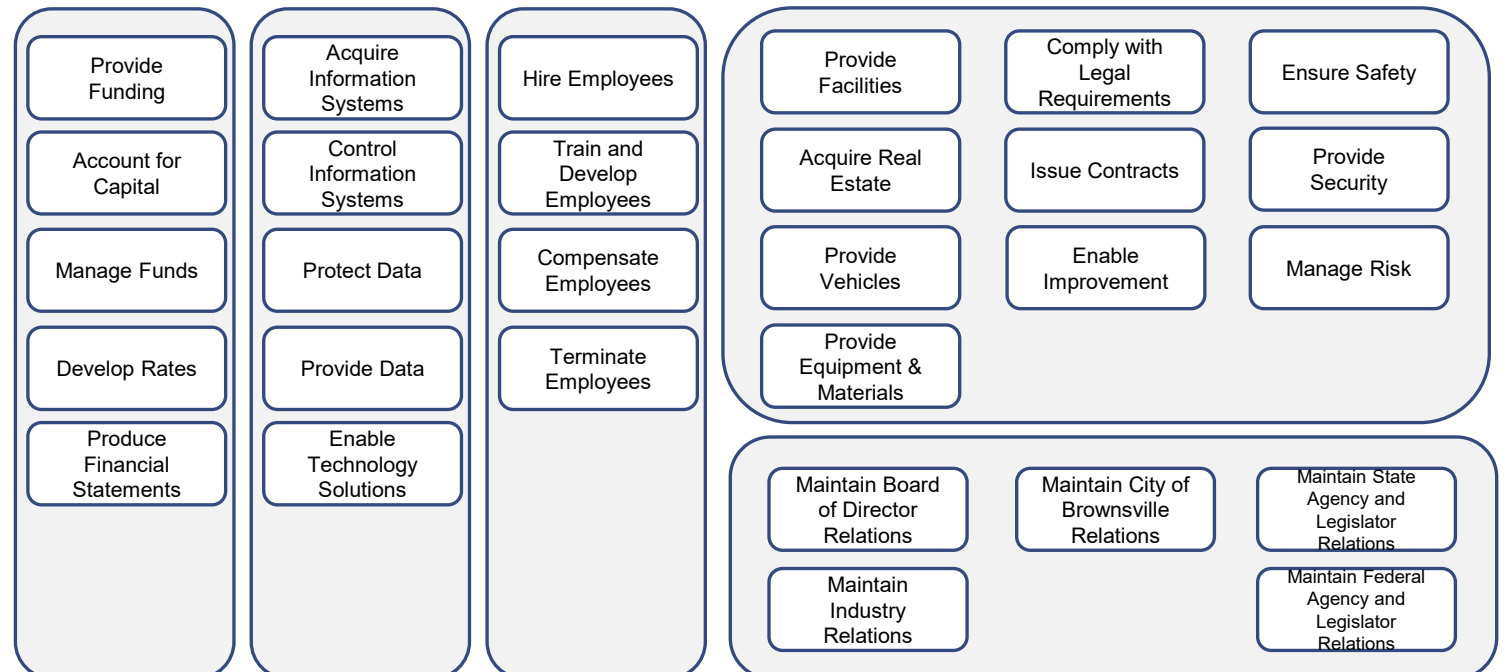 Provide
Funding
Account for
Capital
Manage Funds
Develop Rates
Produce
Financial
Statements
Acquire
Information
Systems
Control
Information
Systems
Protect Data
Provide Data
Enable
Technology
Solutions
Hire Employees
Train and
Develop
Employees
Compensate
Employees
Terminate
Employees
Provide
Facilities
Acquire Real
Estate
Provide
Vehicles
Provide
Equipment &
Materials
Comply with
Legal
Requirements
Issue Contracts
Enable
Improvement
Ensure Safety
Provide
Security
Manage Risk
Maintain Board
of Director
Relations
Maintain
Industry
Relations
Maintain City of
Brownsville
Relations
Maintain State
Agency and
Legislator
Relations
Maintain Federal
Agency and
Legislator
Relations